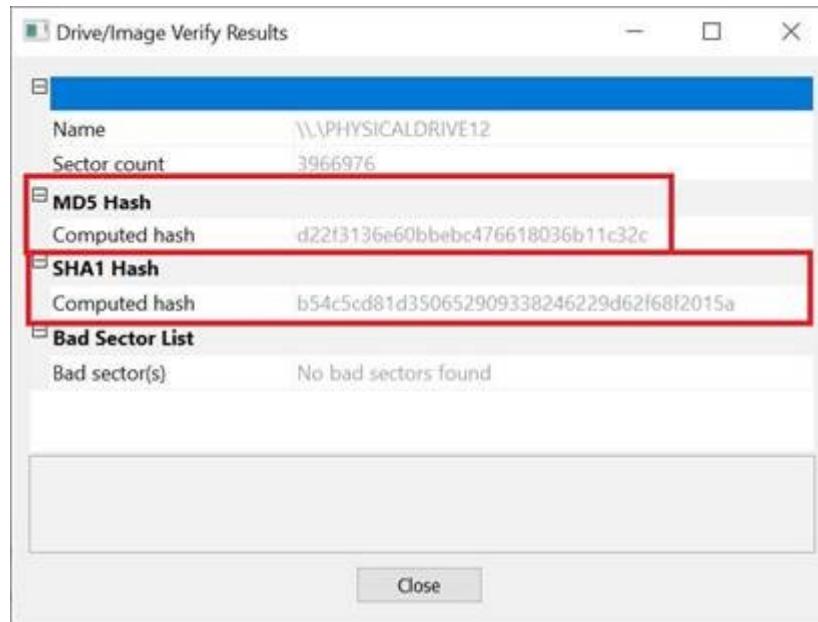 Drive/Image Verify Results
Name \\.\PHYSICALDRIVE12
Sector count 3966976
MD5 Hash
Computed hash d22f3136e60bbebc476618036b11c32c
SHA1 Hash
Computed hash b54c5cd81d350652909338246229d62f68f2015a
Bad Sector List
Bad sector(s) No bad sectors found
Close